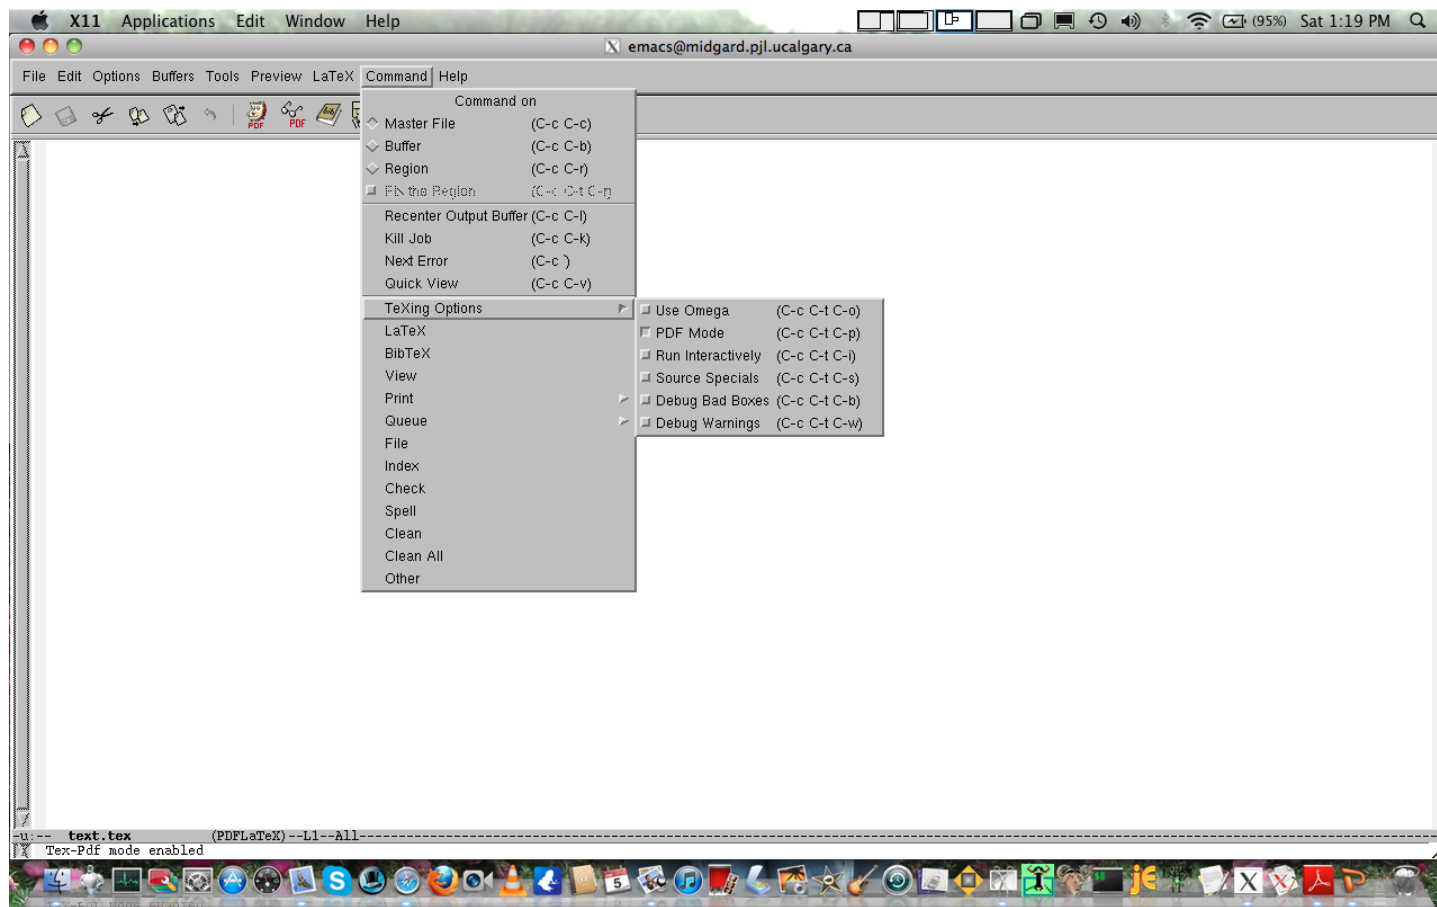 X11 Applications Edit Window Help (95%) Sat 1:19 PM
X emacs@midgard.pjl.ucalgary.ca
File Edit Options Buffers Tools Preview LaTeX Command Help
PDF PDF
Command on
Master File (C-c C-c)
Buffer (C-c C-b)
Region (C-c C-r)
Fix the Region (C-c C-t C-r)
Recenter Output Buffer (C-c C-l)
Kill Job (C-c C-k)
Next Error (C-c `)
Quick View (C-c C-v)
TeXing Options
Use Omega (C-c C-t C-o)
LaTeX
PDF Mode (C-c C-t C-p)
BibTeX
Run Interactively (C-c C-t C-i)
View
Source Specials (C-c C-t C-s)
Print
Debug Bad Boxes (C-c C-t C-b)
Queue
Debug Warnings (C-c C-t C-w)
File
Index
Check
Spell
Clean
Clean All
Other
-u:-- text.tex (PDFLaTeX)--L1--All
Tex-Pdf mode enabled